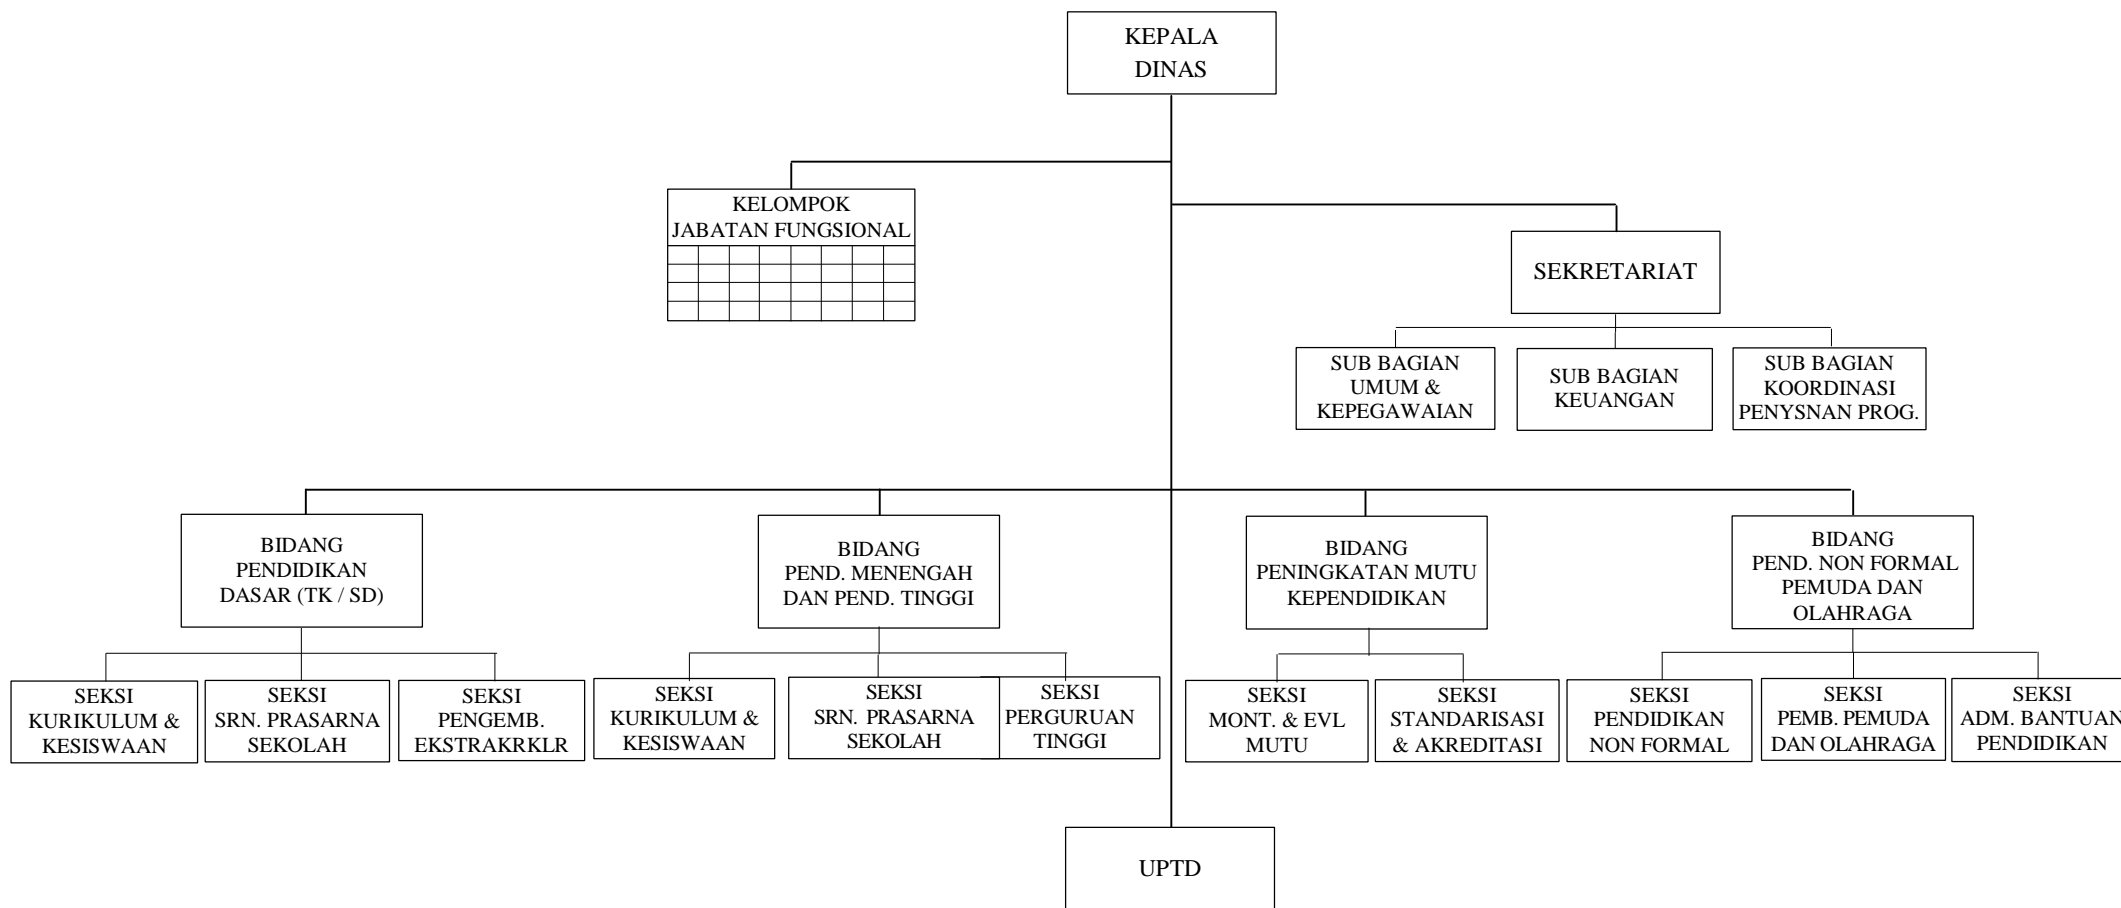 KEPALA
DINAS
KELOMPOK
JABATAN FUNGSIONAL
SEKRETARIAT
SUB BAGIAN
UMUM &
KEPEGAWAIAN
SUB BAGIAN
KEUANGAN
SUB BAGIAN
KOORDINASI
PENYSNAN PROG.
BIDANG
PENDIDIKAN
DASAR (TK / SD)
BIDANG
PEND. MENENGAH
DAN PEND. TINGGI
BIDANG
PENINGKATAN MUTU
KEPENDIDIKAN
BIDANG
PEND. NON FORMAL
PEMUDA DAN
OLAHRAGA
SEKSI
KURIKULUM &
KESISWAAN
SEKSI
SRN. PRASARNA
SEKOLAH
SEKSI
PENGEMB.
EKSTRAKRKLR
SEKSI
KURIKULUM &
KESISWAAN
SEKSI
SRN. PRASARNA
SEKOLAH
SEKSI
PERGURUAN
TINGGI
SEKSI
MONT. & EVL
MUTU
SEKSI
STANDARISASI
& AKREDITASI
SEKSI
PENDIDIKAN
NON FORMAL
SEKSI
PEMB. PEMUDA
DAN OLAHRAGA
SEKSI
ADM. BANTUAN
PENDIDIKAN
UPTD